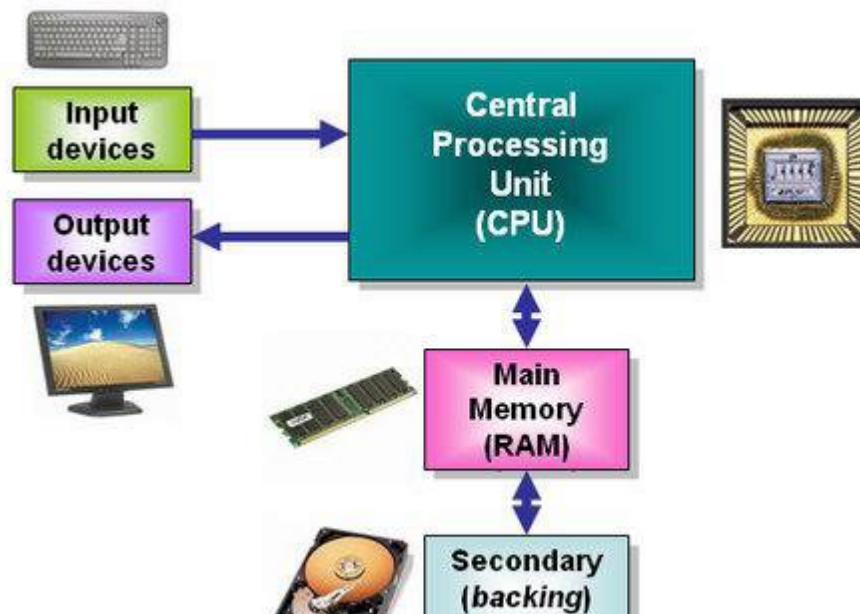 Input
devices
Central
Processing
Unit
(CPU)
Output
devices
Main
Memory
(RAM)
Secondary
(backing)